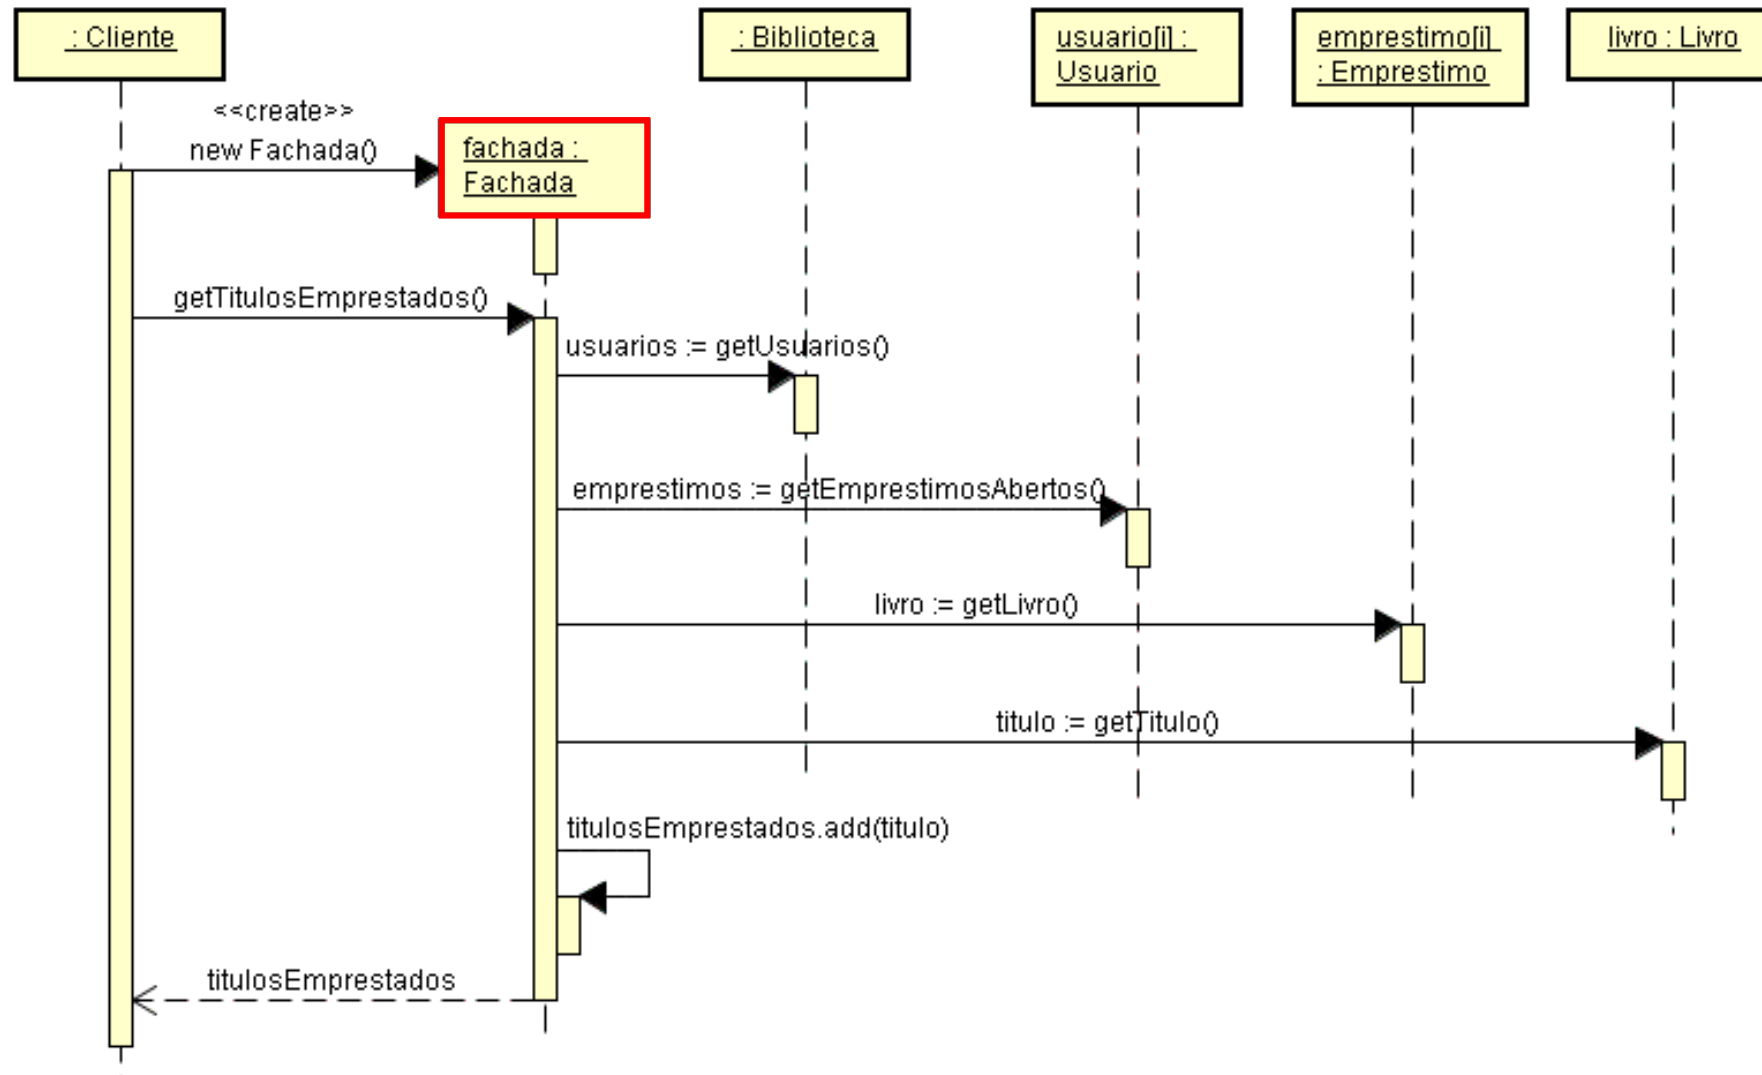 : Cliente
: Biblioteca
usuario[i] :
Usuario
emprestimo[i]
: Emprestimo
livro : Livro
<<create>>
new Fachada()
fachada :
Fachada
getTitulosEmprestados()
usuarios := getUsuarios()
emprestimos := getEmprestimosAbertos()
livro := getLivro()
titulo := getTitulo()
titulosEmprestados.add(titulo)
titulosEmprestados